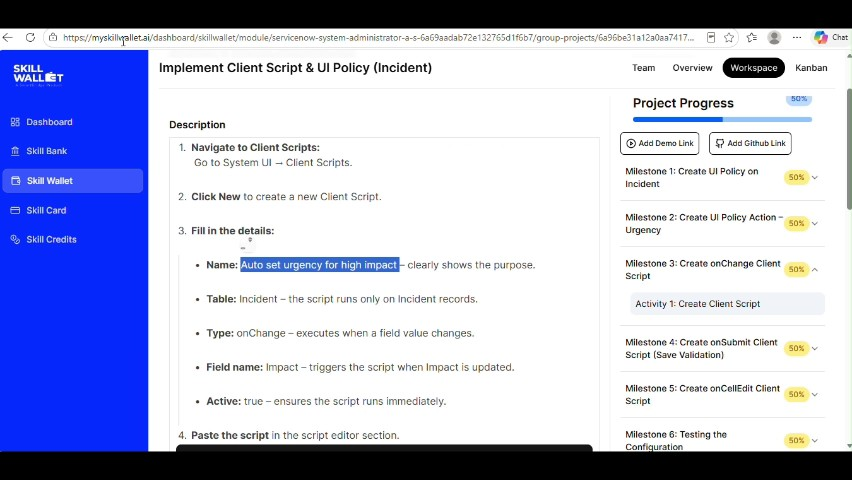 https://myskillwallet.ai/dashboard/skillwallet/module/servicenow-system-administrator-a-s-6a69aadab72e132765d1f6b7/group-projects/6a96be31a12a0aa7417...
Chat
SKILL
WALLET
Implement Client Script & UI Policy (Incident)
Team
Overview
Workspace
Kanban
Dashboard
Skill Bank
Skill Wallet
Skill Card
Skill Credits
Description
1. Navigate to Client Scripts:
Go to System UI → Client Scripts.
2. Click New to create a new Client Script.
3. Fill in the details:
• Name: Auto set urgency for high impact – clearly shows the purpose.
• Table: Incident – the script runs only on Incident records.
• Type: onChange – executes when a field value changes.
• Field name: Impact – triggers the script when Impact is updated.
• Active: true – ensures the script runs immediately.
4. Paste the script in the script editor section.
Project Progress
50%
Add Demo Link
Add Github Link
Milestone 1: Create UI Policy on
Incident
50%
Milestone 2: Create UI Policy Action –
Urgency
50%
Milestone 3: Create onChange Client
Script
50%
Activity 1: Create Client Script
Milestone 4: Create onSubmit Client
Script (Save Validation)
50%
Milestone 5: Create onCellEdit Client
Script
50%
Milestone 6: Testing the
Configuration
50%